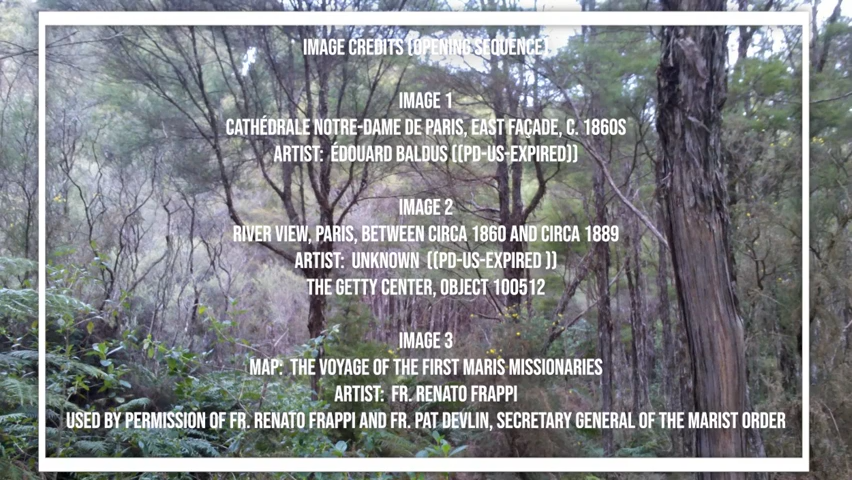 IMAGE CREDITS (OPENING SEQUENCE)
IMAGE 1
CATHÉDRALE NOTRE-DAME DE PARIS, EAST FAÇADE, C. 1860S
ARTIST: ÉDOUARD BALDUS ((PD-US-EXPIRED))
IMAGE 2
RIVER VIEW, PARIS, BETWEEN CIRCA 1860 AND CIRCA 1889
ARTIST: UNKNOWN ((PD-US-EXPIRED ))
THE GETTY CENTER, OBJECT 100512
IMAGE 3
MAP: THE VOYAGE OF THE FIRST MARIS MISSIONARIES
ARTIST: FR. RENATO FRAPPI
USED BY PERMISSION OF FR. RENATO FRAPPI AND FR. PAT DEVLIN, SECRETARY GENERAL OF THE MARIST ORDER